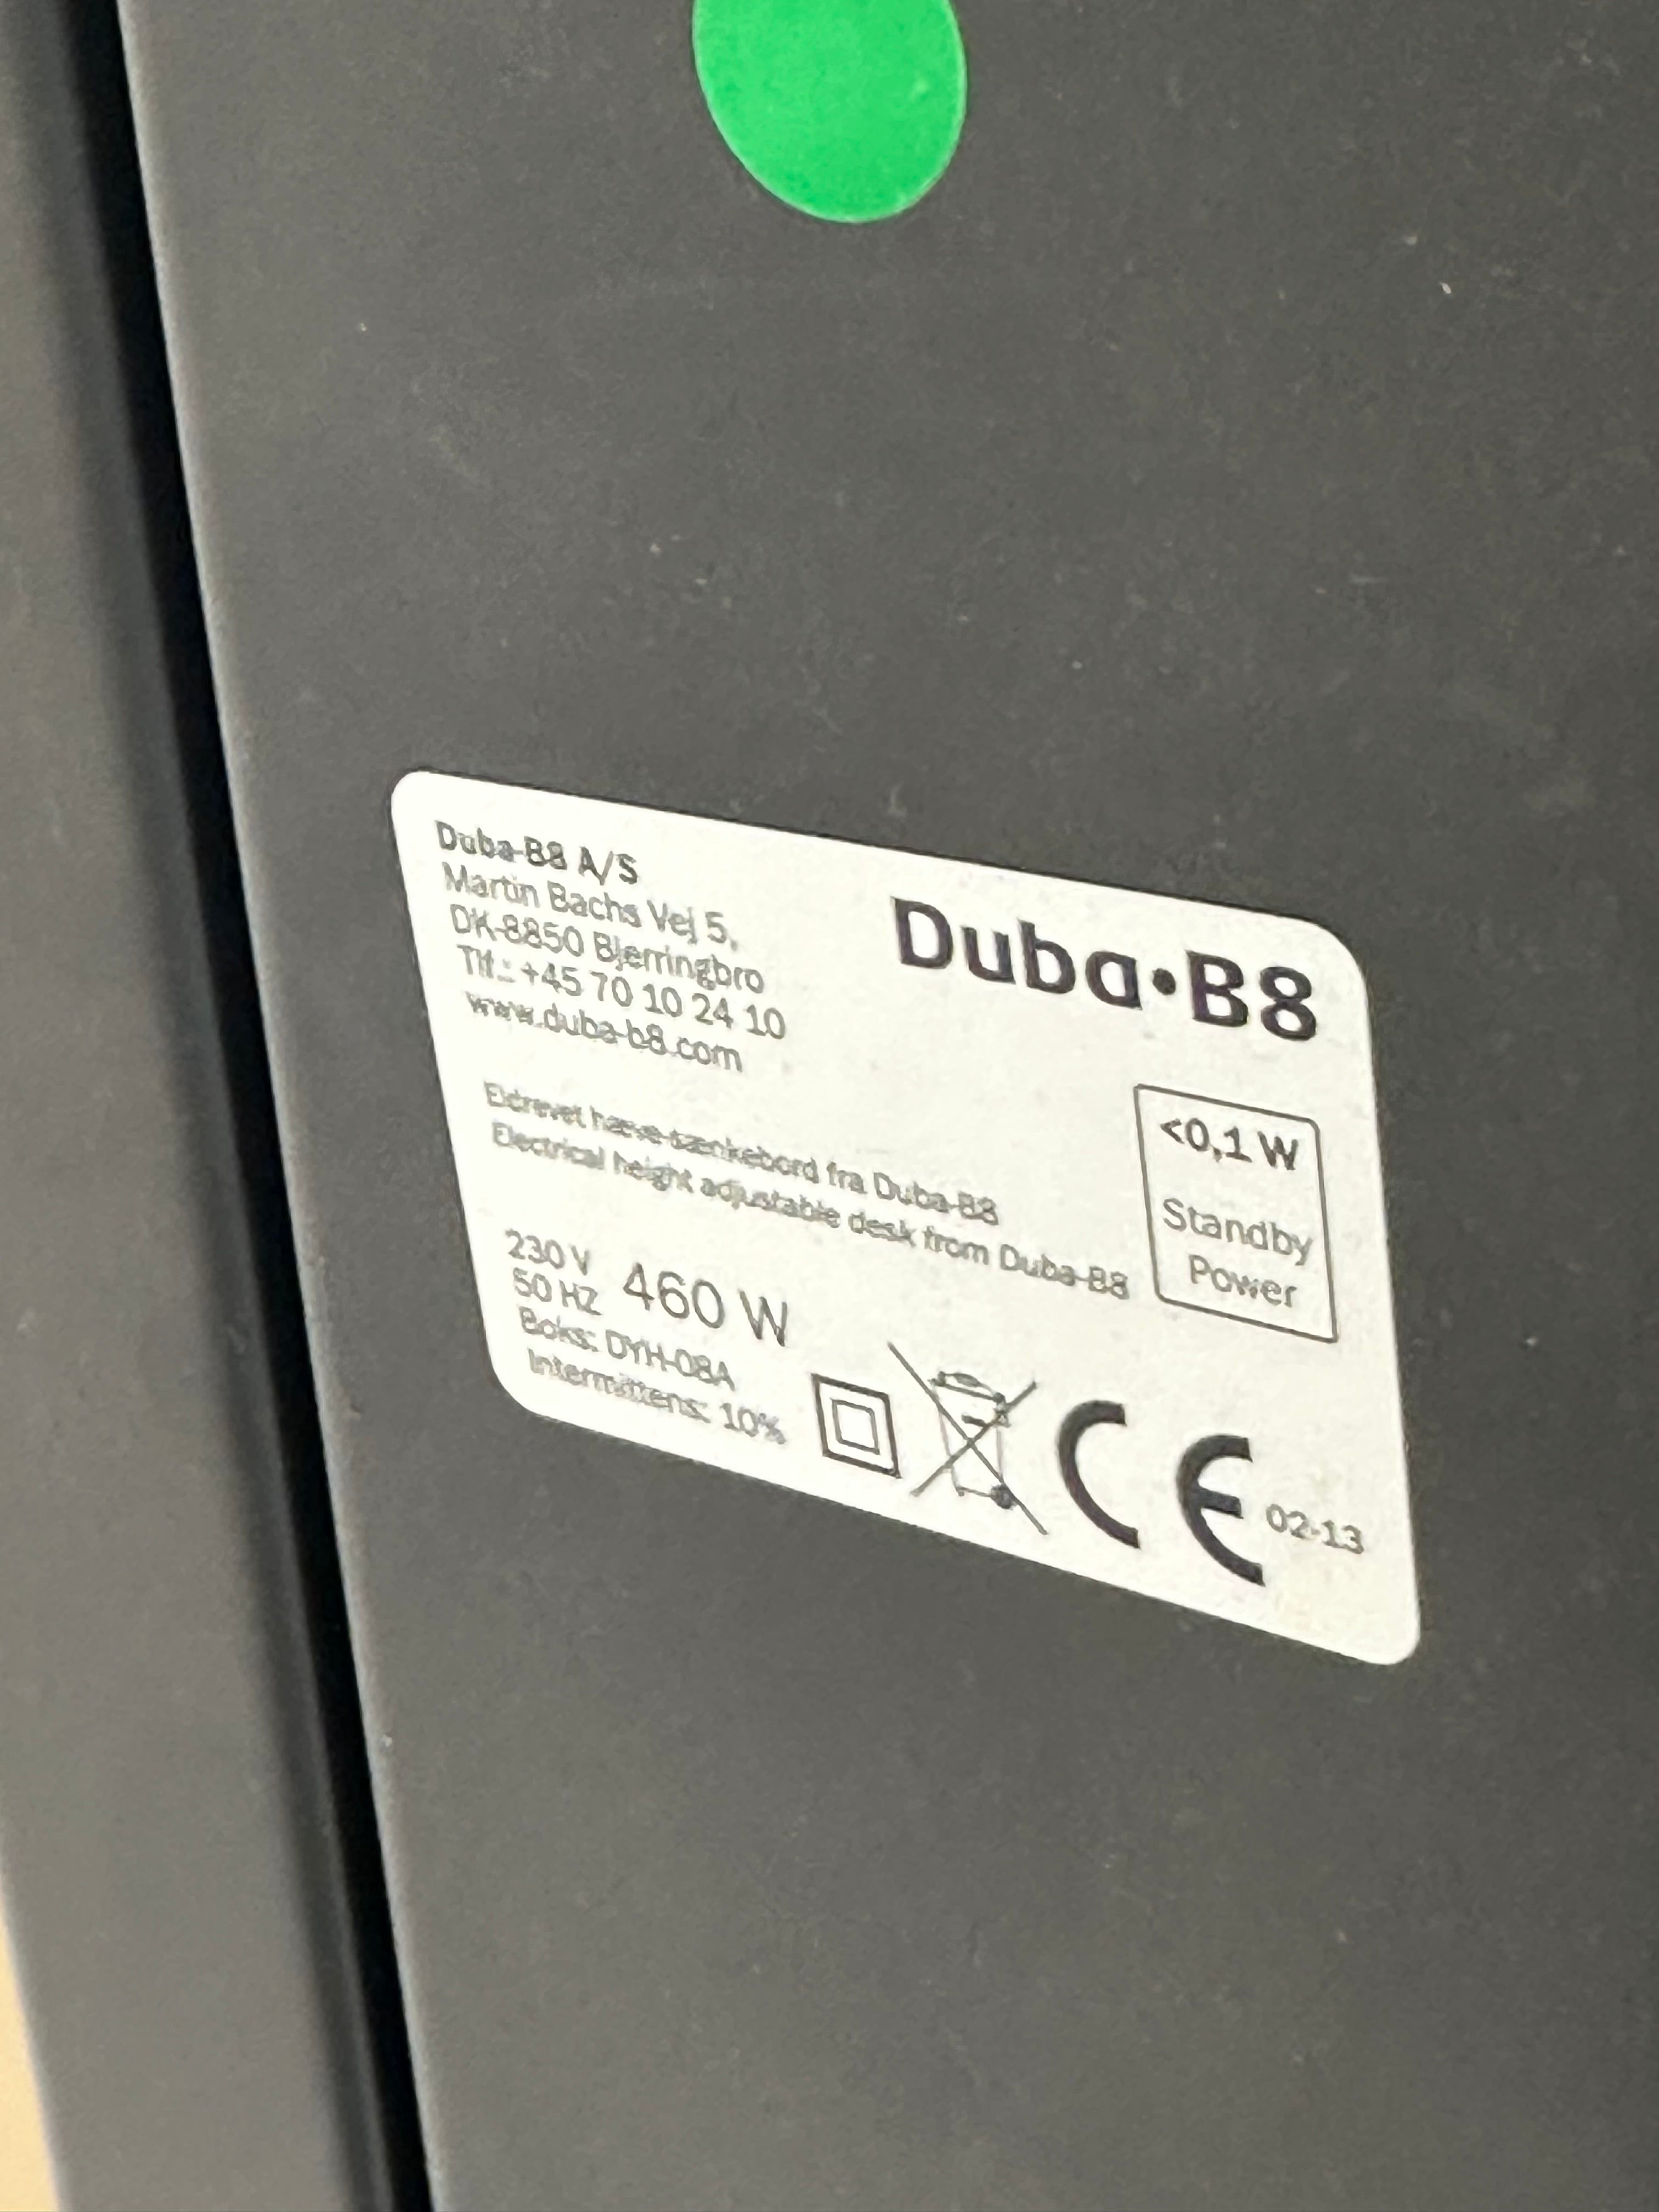 Duba-B8 A/S
Martin Bachs Vej 5,
DK-8850 Bjerringbro
Tlf.: +45 70 10 24 10
www.duba-b8.com
Duba•B8
Eldrevet hæve-sænkebord fra Duba-B8
Electrical height adjustable desk from Duba-B8
<0,1 W
Standby
Power
230 V
50 HZ
460 W
Boks: DYH-08A
Intermittens: 10%
CE
02-13